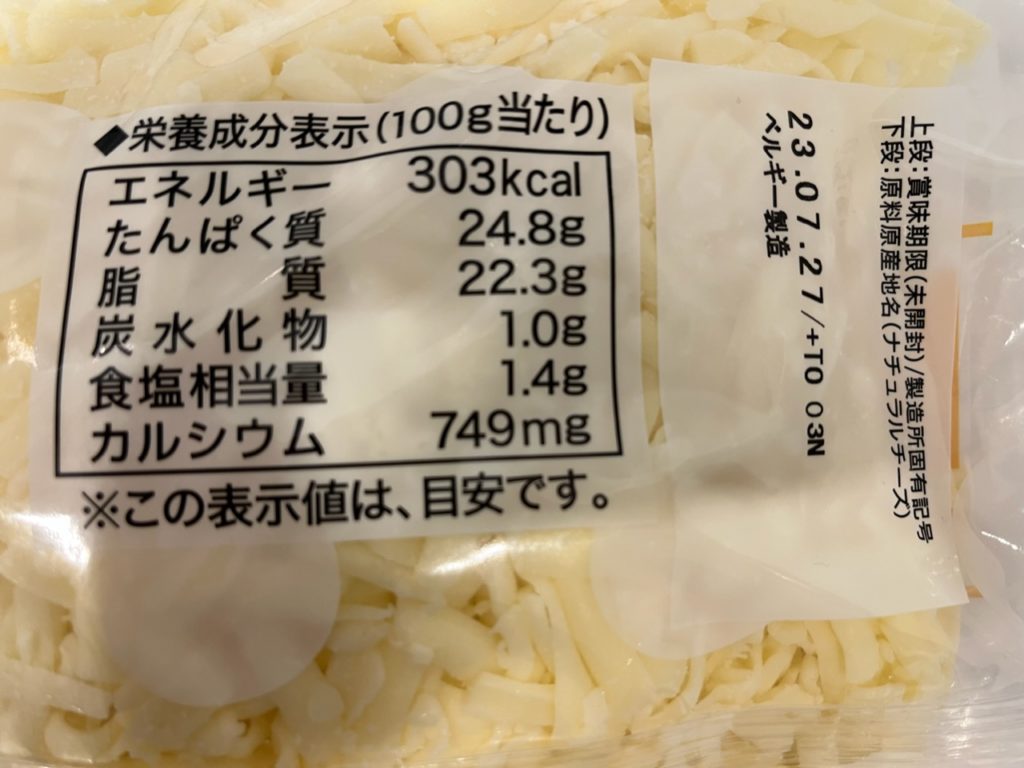 ◆栄養成分表示(100g当たり)
エネルギー 303kcal
たんぱく質 24.8g
脂質 22.3g
炭水化物 1.0g
食塩相当量 1.4g
カルシウム 749mg
※この表示値は、目安です。
上段:賞味期限(未開封)/製造所固有記号
下段:原料原産地名(ナチュラルチーズ)
23.07.27/+T0 03N
ベルギー製造